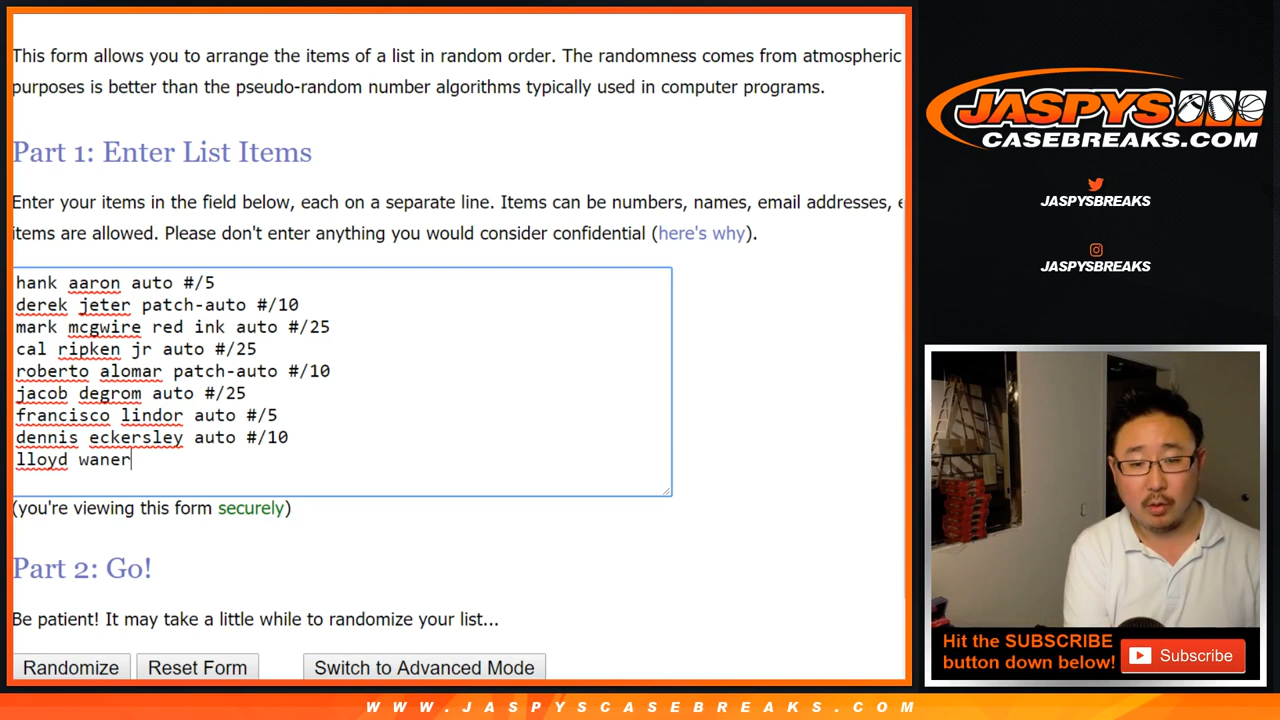 This form allows you to arrange the items of a list in random order. The randomness comes from atmospheric
purposes is better than the pseudo-random number algorithms typically used in computer programs.
Part 1: Enter List Items
Enter your items in the field below, each on a separate line. Items can be numbers, names, email addresses, e
items are allowed. Please don't enter anything you would consider confidential (here's why).
hank aaron auto #/5
derek jeter patch-auto #/10
mark mcgwire red ink auto #/25
cal ripken jr auto #/25
roberto alomar patch-auto #/10
jacob degrom auto #/25
francisco lindor auto #/5
dennis eckersley auto #/10
lloyd waner
(you're viewing this form securely)
Part 2: Go!
Be patient! It may take a little while to randomize your list...
Randomize Reset Form Switch to Advanced Mode
JASPYS
CASEBREAKS.COM
JASPYSBREAKS
JASPYSBREAKS
Hit the SUBSCRIBE
button down below!
Subscribe
WWW.JASPYSCASEBREAKS.COM